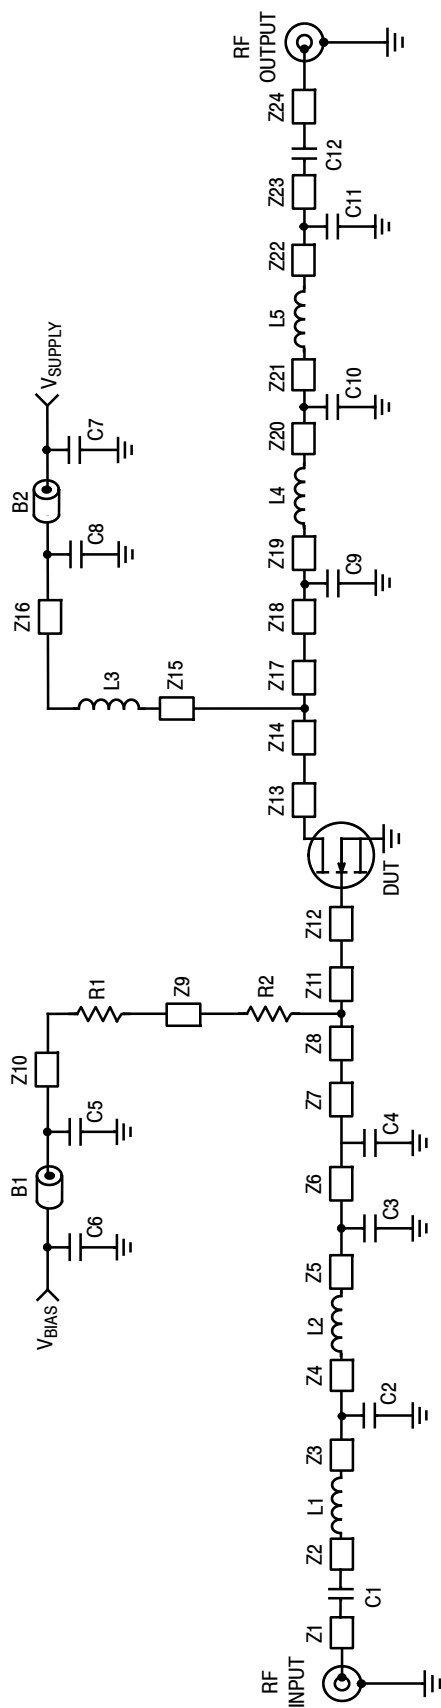 RF
INPUT
Z1
C1
Z2
L1
Z3
C2
Z4
L2
Z5
C3
Z6
C4
Z7
Z8
VBIAS
C6
B1
C5
Z10
R1
Z9
R2
Z11
Z12
DUT
Z13
Z14
Z15
L3
Z16
C8
B2
C7
VSUPPLY
Z17
Z18
C9
Z19
L4
Z20
C10
Z21
L5
Z22
C11
Z23
C12
Z24
RF
OUTPUT